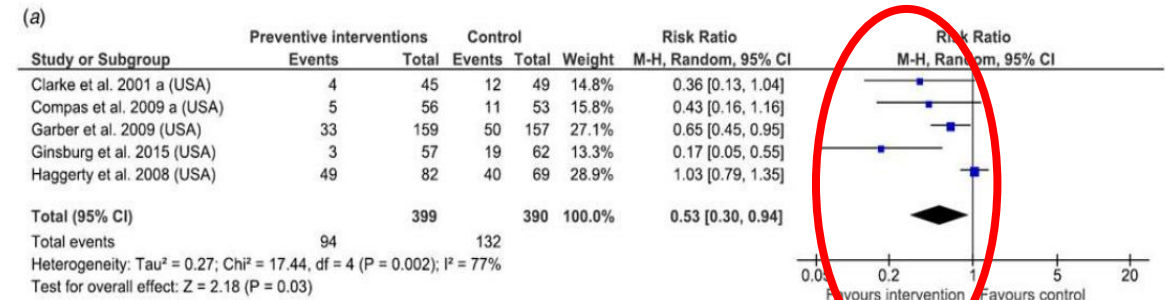 (a)
Preventive interventions Control Risk Ratio Risk Ratio
Study or Subgroup Events Total Events Total Weight M-H, Random, 95% CI M-H, Random, 95% CI
Clarke et al. 2001 a (USA) 4 45 12 49 14.8% 0.36 [0.13, 1.04]
Compas et al. 2009 a (USA) 5 56 11 53 15.8% 0.43 [0.16, 1.16]
Garber et al. 2009 (USA) 33 159 50 157 27.1% 0.65 [0.45, 0.95]
Ginsburg et al. 2015 (USA) 3 57 19 62 13.3% 0.17 [0.05, 0.55]
Haggerty et al. 2008 (USA) 49 82 40 69 28.9% 1.03 [0.79, 1.35]
Total (95% CI) 399 390 100.0% 0.53 [0.30, 0.94]
Total events 94 132
Heterogeneity: Tau² = 0.27; Chi² = 17.44, df = 4 (P = 0.002); I² = 77%
Test for overall effect: Z = 2.18 (P = 0.03)
0.05 0.2 1 5 20
Favours intervention Favours control